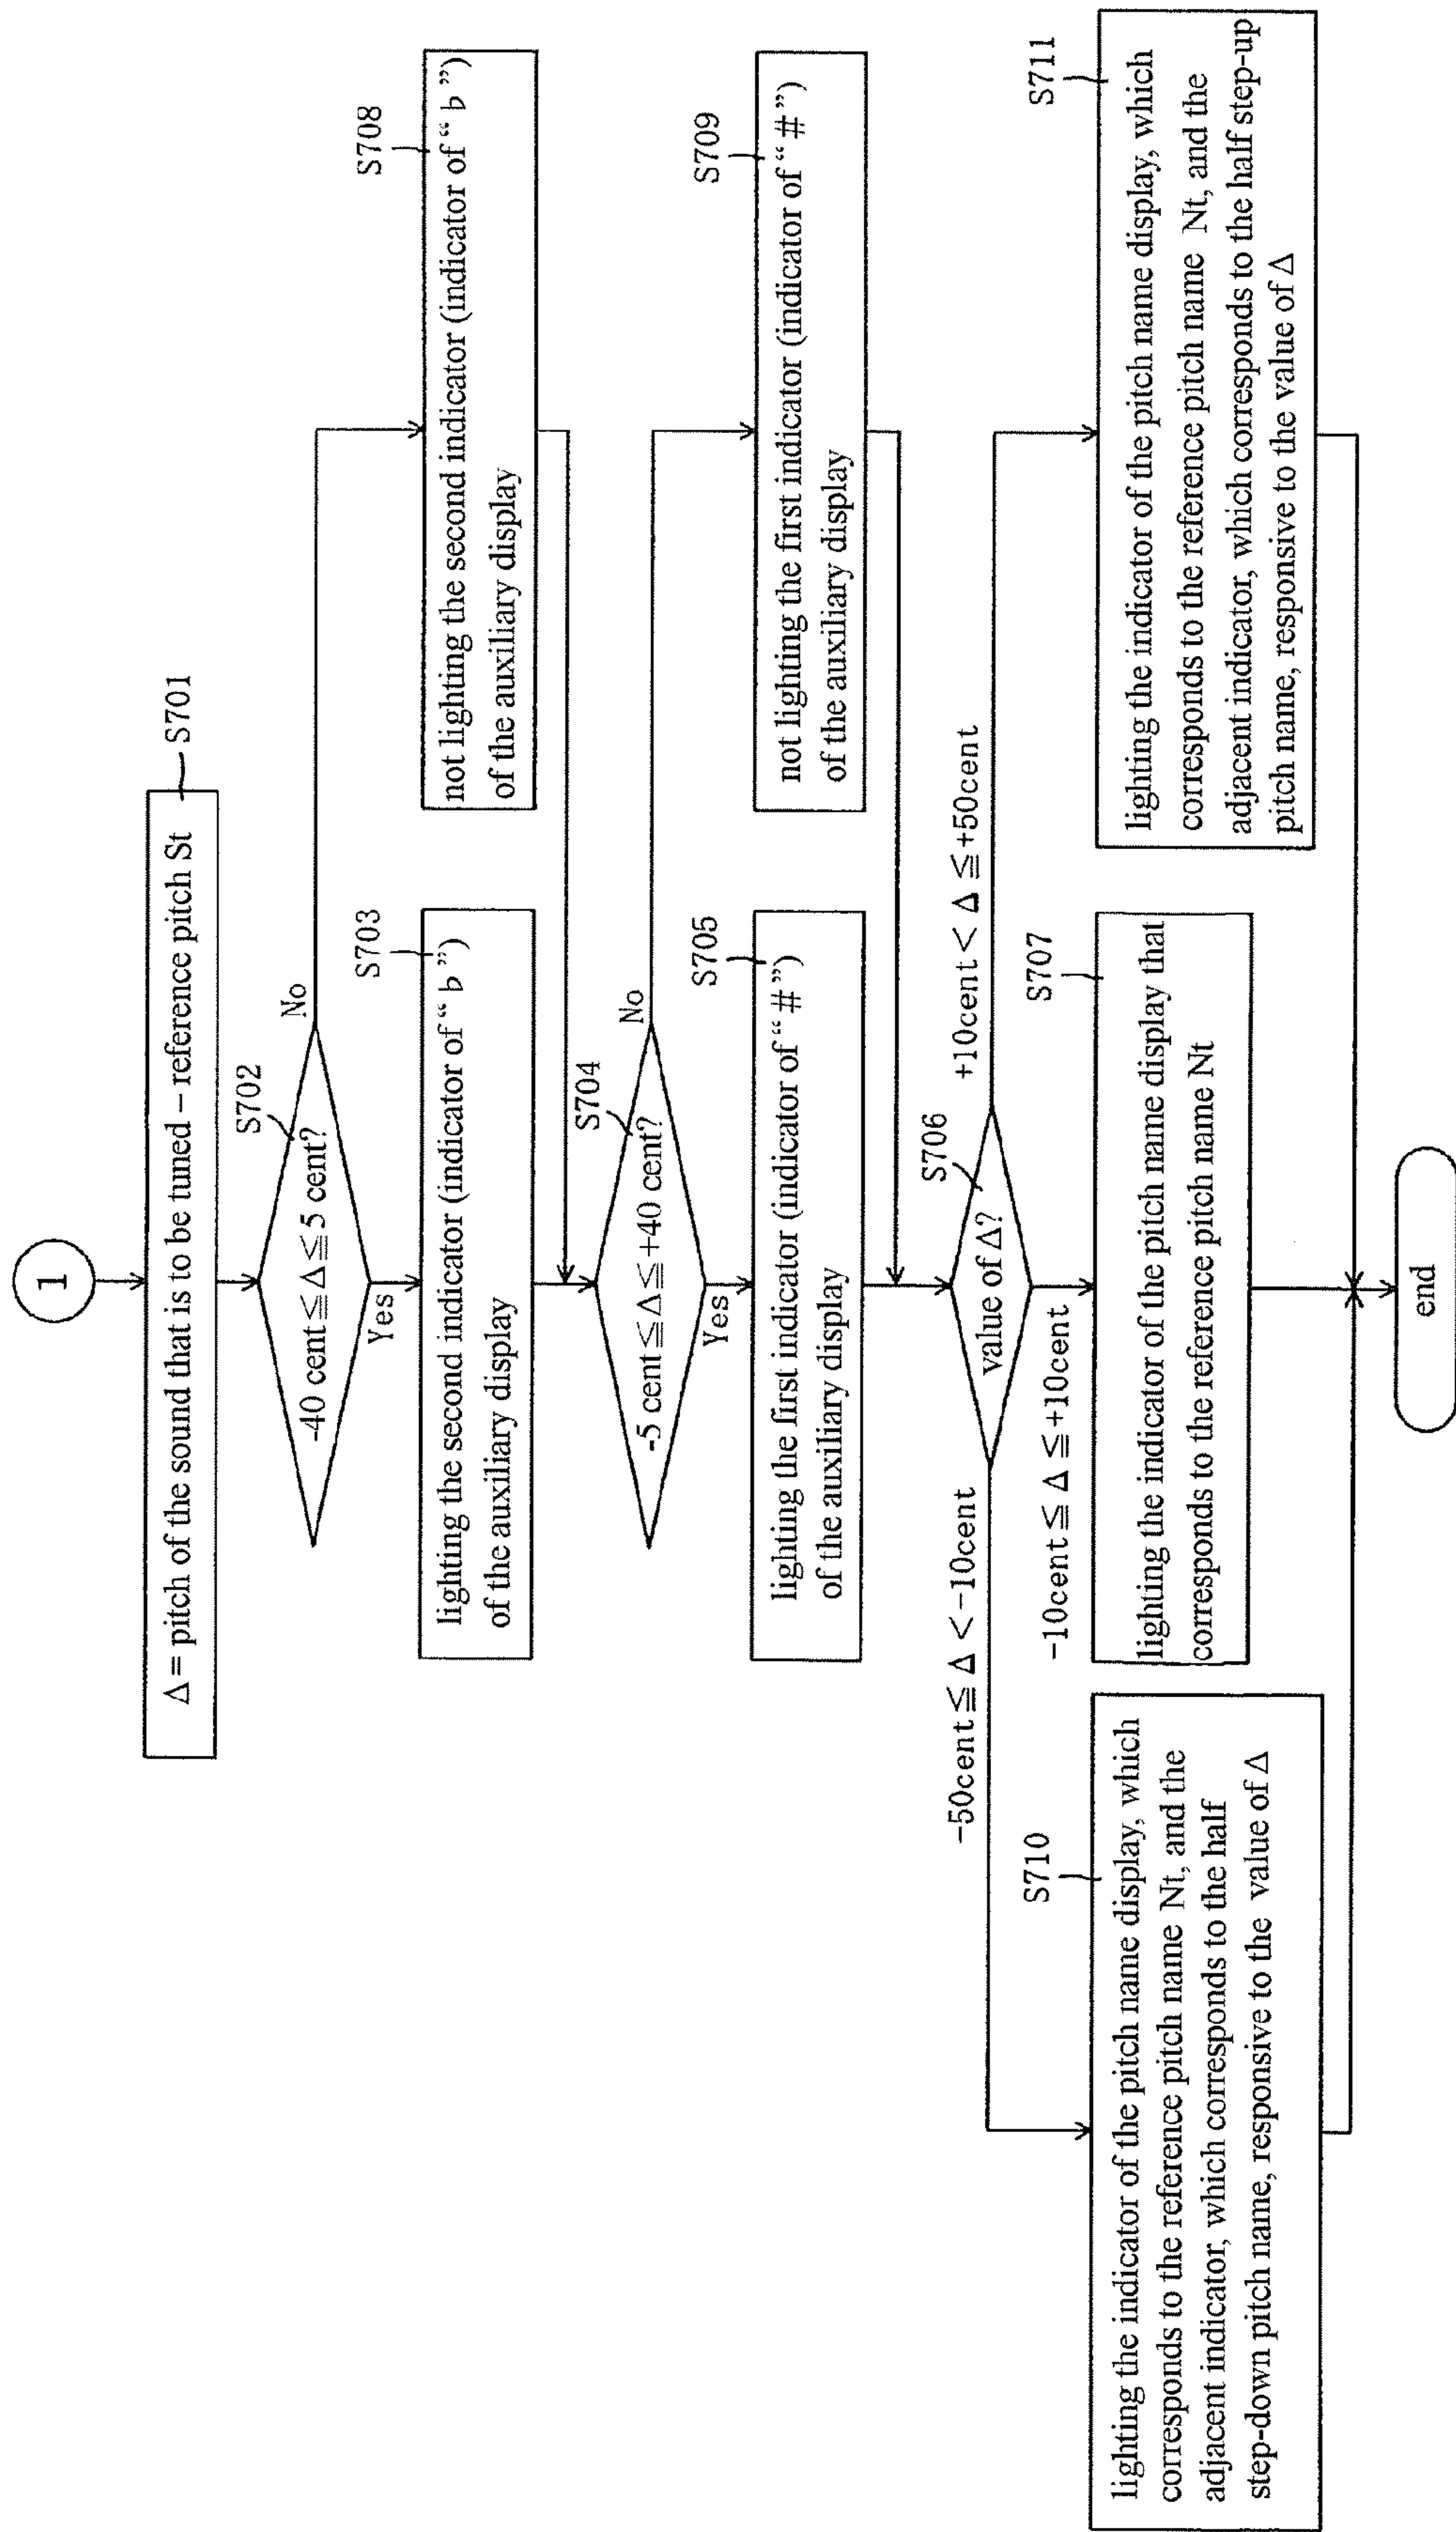 1
Δ = pitch of the sound that is to be tuned – reference pitch St
S701
S702
-40 cent≦Δ≦5 cent?
No
Yes
S703
lighting the second indicator (indicator of “♭”)
of the auxiliary display
S708
not lighting the second indicator (indicator of “♭”)
of the auxiliary display
S704
-5 cent≦Δ≦+40 cent?
No
Yes
S705
lighting the first indicator (indicator of “#”)
of the auxiliary display
S709
not lighting the first indicator (indicator of “#”)
of the auxiliary display
S706
value of Δ?
-50cent≦Δ<-10cent
-10cent≦Δ≦+10cent
+10cent<Δ≦+50cent
S710
lighting the indicator of the pitch name display, which
corresponds to the reference pitch name Nt, and the
adjacent indicator, which corresponds to the half
step-down pitch name, responsive to the value of Δ
S707
lighting the indicator of the pitch name display that
corresponds to the reference pitch name Nt
S711
lighting the indicator of the pitch name display, which
corresponds to the reference pitch name Nt, and the
adjacent indicator, which corresponds to the half step-up
pitch name, responsive to the value of Δ
end